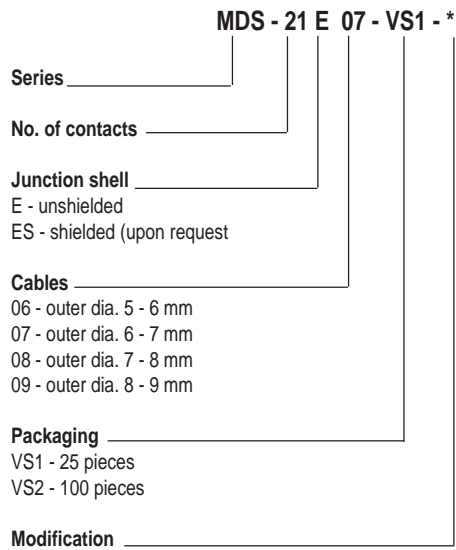 MDS - 21 E 07 - VS1 - *
Series
No. of contacts
Junction shell
E - unshielded
ES - shielded (upon request
Cables
06 - outer dia. 5 - 6 mm
07 - outer dia. 6 - 7 mm
08 - outer dia. 7 - 8 mm
09 - outer dia. 8 - 9 mm
Packaging
VS1 - 25 pieces
VS2 - 100 pieces
Modification